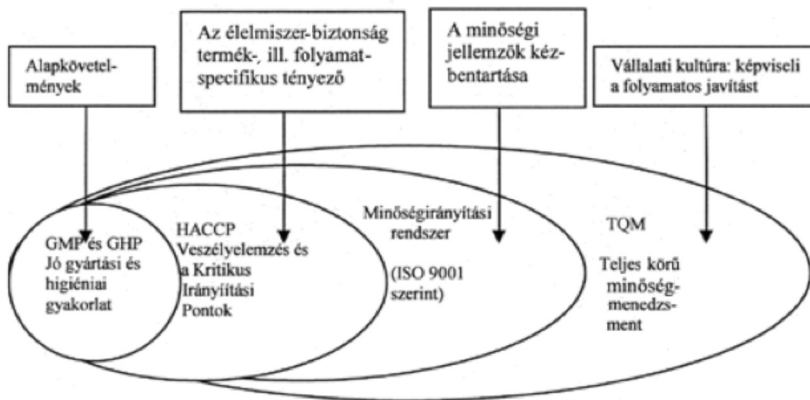 Alapkövetel-
mények
Az élelmiszer-biztonság
termék-, ill. folyamat-
specifikus tényező
A minőségi
jellemzők kéz-
bentartása
Vállalati kultúra: képviseli
a folyamatos javítást
GMP és GHP
Jó gyártási és
higiéniai
gyakorlat
HACCP
Veszélyelemzés és
a Kritikus
Irányíitási
Pontok
Minőségirányítási
rendszer
(ISO 9001
szerint)
TQM
Teljes körű
minőség-
menedzs-
ment